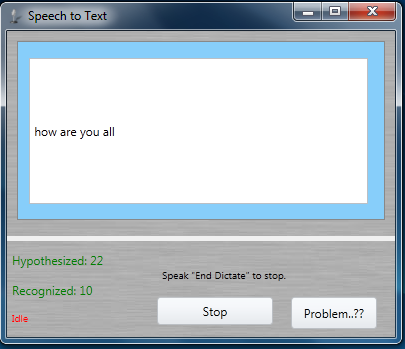 Speech to Text
how are you all
Hypothesized: 22
Speak "End Dictate" to stop.
Recognized: 10
Stop
Problem..??
Idle